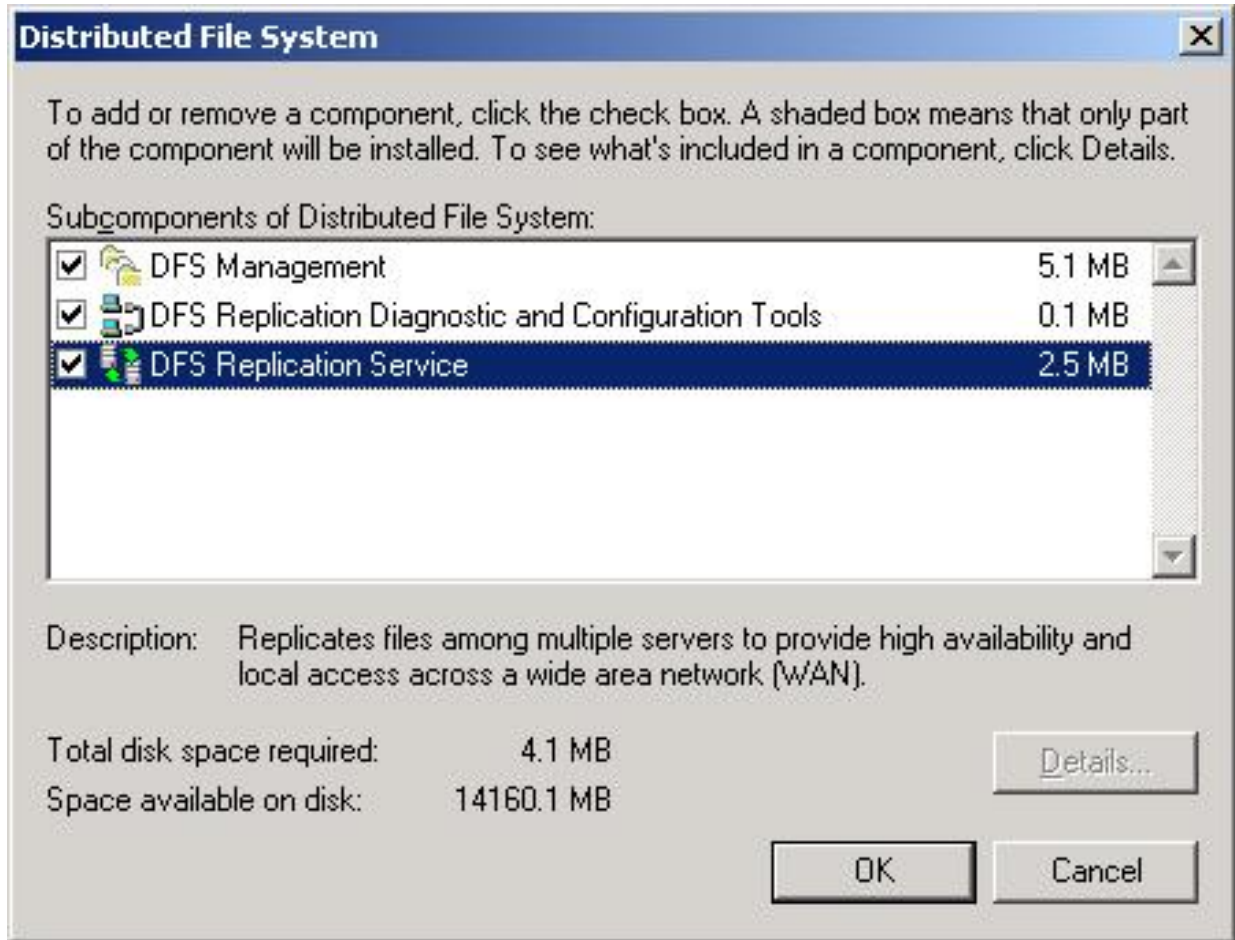 Distributed File System
To add or remove a component, click the check box. A shaded box means that only part
of the component will be installed. To see what's included in a component, click Details.
Subcomponents of Distributed File System:
DFS Management 5.1 MB
DFS Replication Diagnostic and Configuration Tools 0.1 MB
DFS Replication Service 2.5 MB
Description: Replicates files among multiple servers to provide high availability and
local access across a wide area network (WAN).
Total disk space required: 4.1 MB
Details...
Space available on disk: 14160.1 MB
OK Cancel